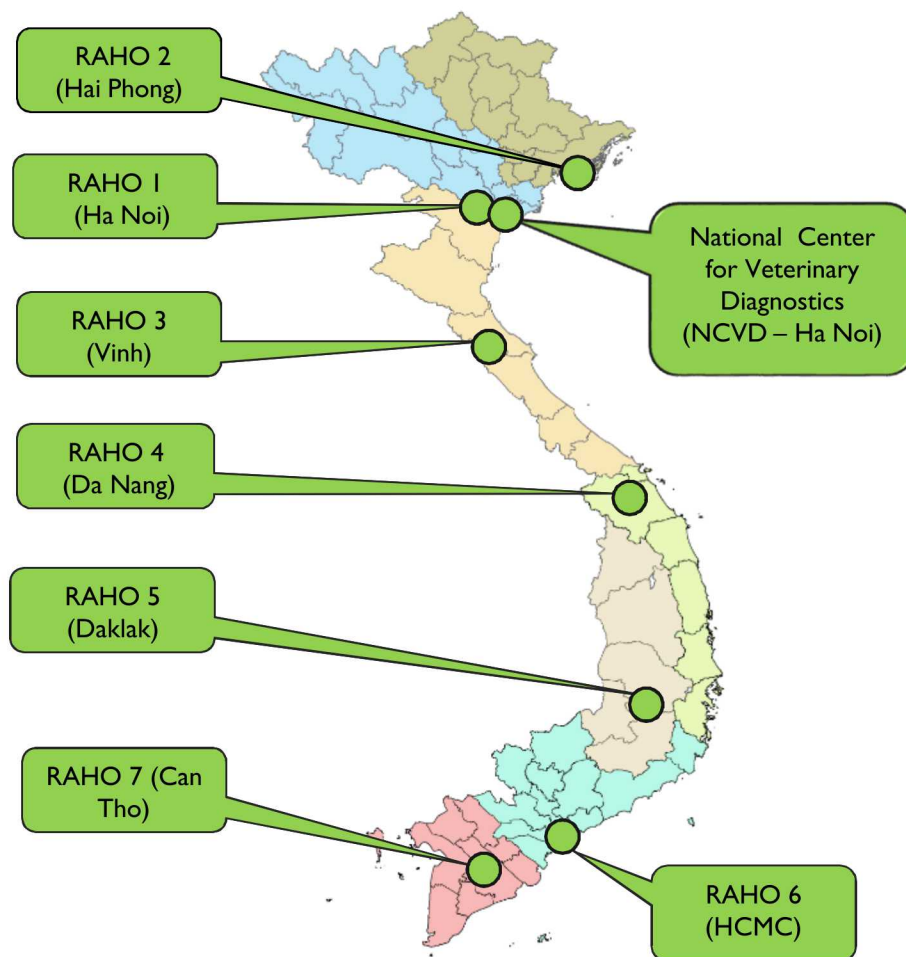 RAHO 2
(Hai Phong)
RAHO 1
(Ha Noi)
National Center
for Veterinary
Diagnostics
(NCVD – Ha Noi)
RAHO 3
(Vinh)
RAHO 4
(Da Nang)
RAHO 5
(Daklak)
RAHO 7 (Can
Tho)
RAHO 6
(HCMC)